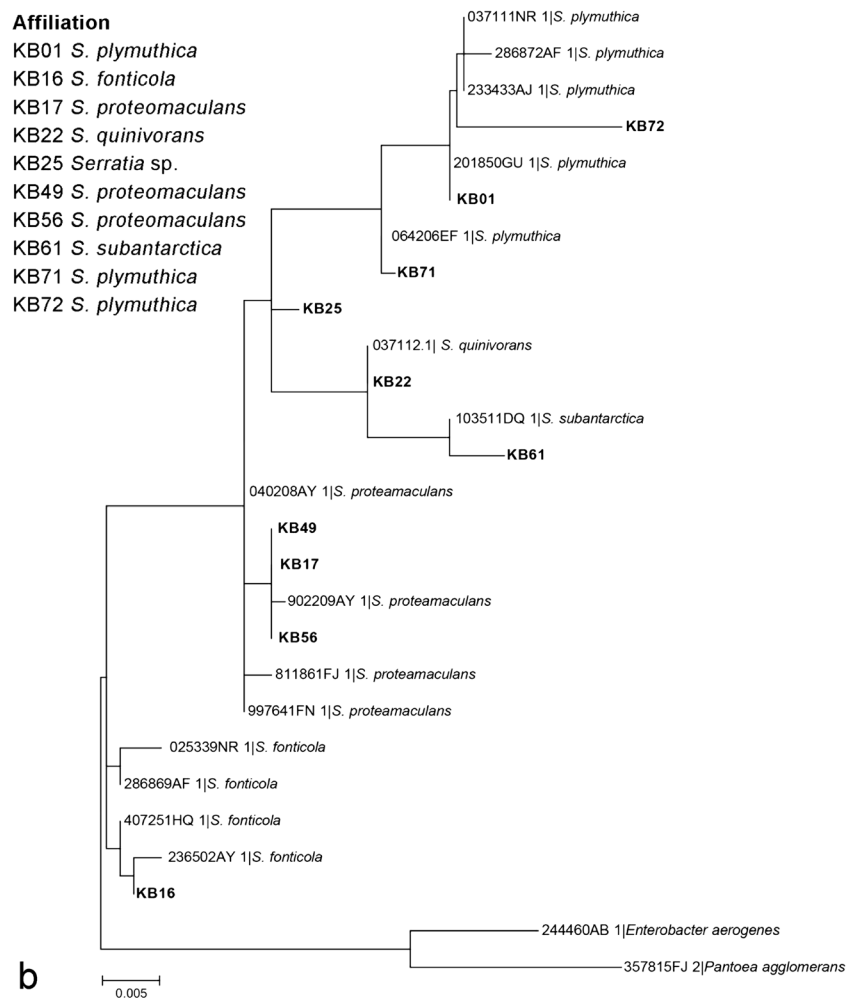 Affiliation
KB01 S. plymuthica
KB16 S. fonticola
KB17 S. proteomaculans
KB22 S. quinivorans
KB25 Serratia sp.
KB49 S. proteomaculans
KB56 S. proteomaculans
KB61 S. subantarctica
KB71 S. plymuthica
KB72 S. plymuthica
037111NR 1|S. plymuthica
286872AF 1|S. plymuthica
233433AJ 1|S. plymuthica
KB72
201850GU 1|S. plymuthica
KB01
064206EF 1|S. plymuthica
KB71
KB25
037112.1| S. quinivorans
KB22
103511DQ 1|S. subantarctica
KB61
040208AY 1|S. proteamaculans
KB49
KB17
902209AY 1|S. proteamaculans
KB56
811861FJ 1|S. proteamaculans
997641FN 1|S. proteamaculans
025339NR 1|S. fonticola
286869AF 1|S. fonticola
407251HQ 1|S. fonticola
236502AY 1|S. fonticola
KB16
244460AB 1|Enterobacter aerogenes
357815FJ 2|Pantoea agglomerans
b
0.005